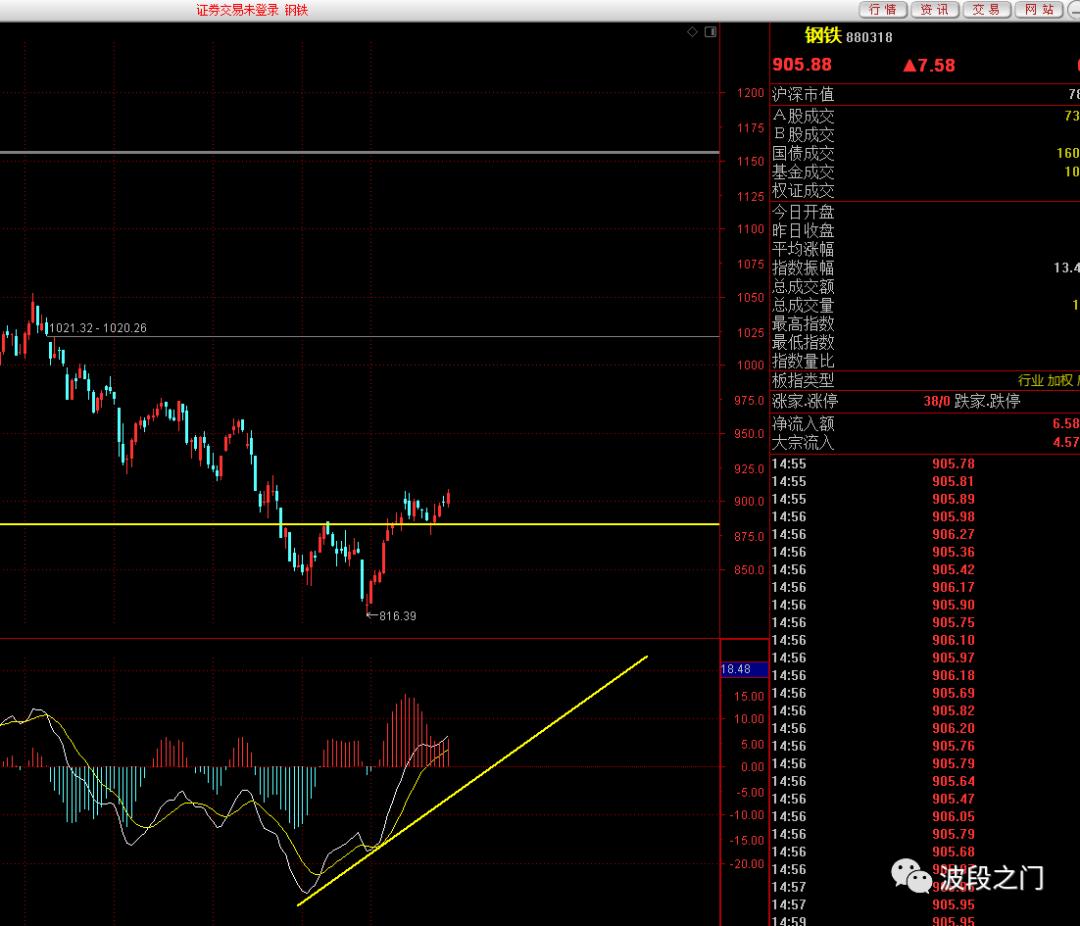 证券交易未登录 钢铁
行情 资讯 交易 网站
钢铁 880318
905.88 ▲7.58
沪深市值 78
A股成交 73
B股成交
国债成交 160
基金成交 10
权证成交
今日开盘
昨日收盘
平均涨幅
指数振幅 13.4
总成交额
总成交量 1
最高指数
最低指数
指数量比
板指类型 行业 加权
涨家.涨停 38/0 跌家.跌停
净流入额 6.58
大宗流入 4.57
14:55 905.78
14:55 905.81
14:55 905.89
14:56 905.98
14:56 906.27
14:56 905.36
14:56 905.42
14:56 906.17
14:56 905.90
14:56 905.75
14:56 906.10
14:56 905.97
14:56 906.18
14:56 905.69
14:56 905.82
14:56 906.20
14:56 905.76
14:56 905.79
14:56 905.64
14:56 905.47
14:56 906.05
14:56 905.79
14:56 905.68
14:56
14:57
14:57 905.95
14:59 905.95
1200
1175
1150
1125
1100
1075
1050
1025
1000
975.0
950.0
925.0
900.0
875.0
850.0
1021.32 - 1020.26
←816.39
18.48
15.00
10.00
5.00
0.00
-5.00
-10.00
-15.00
-20.00
波段之门